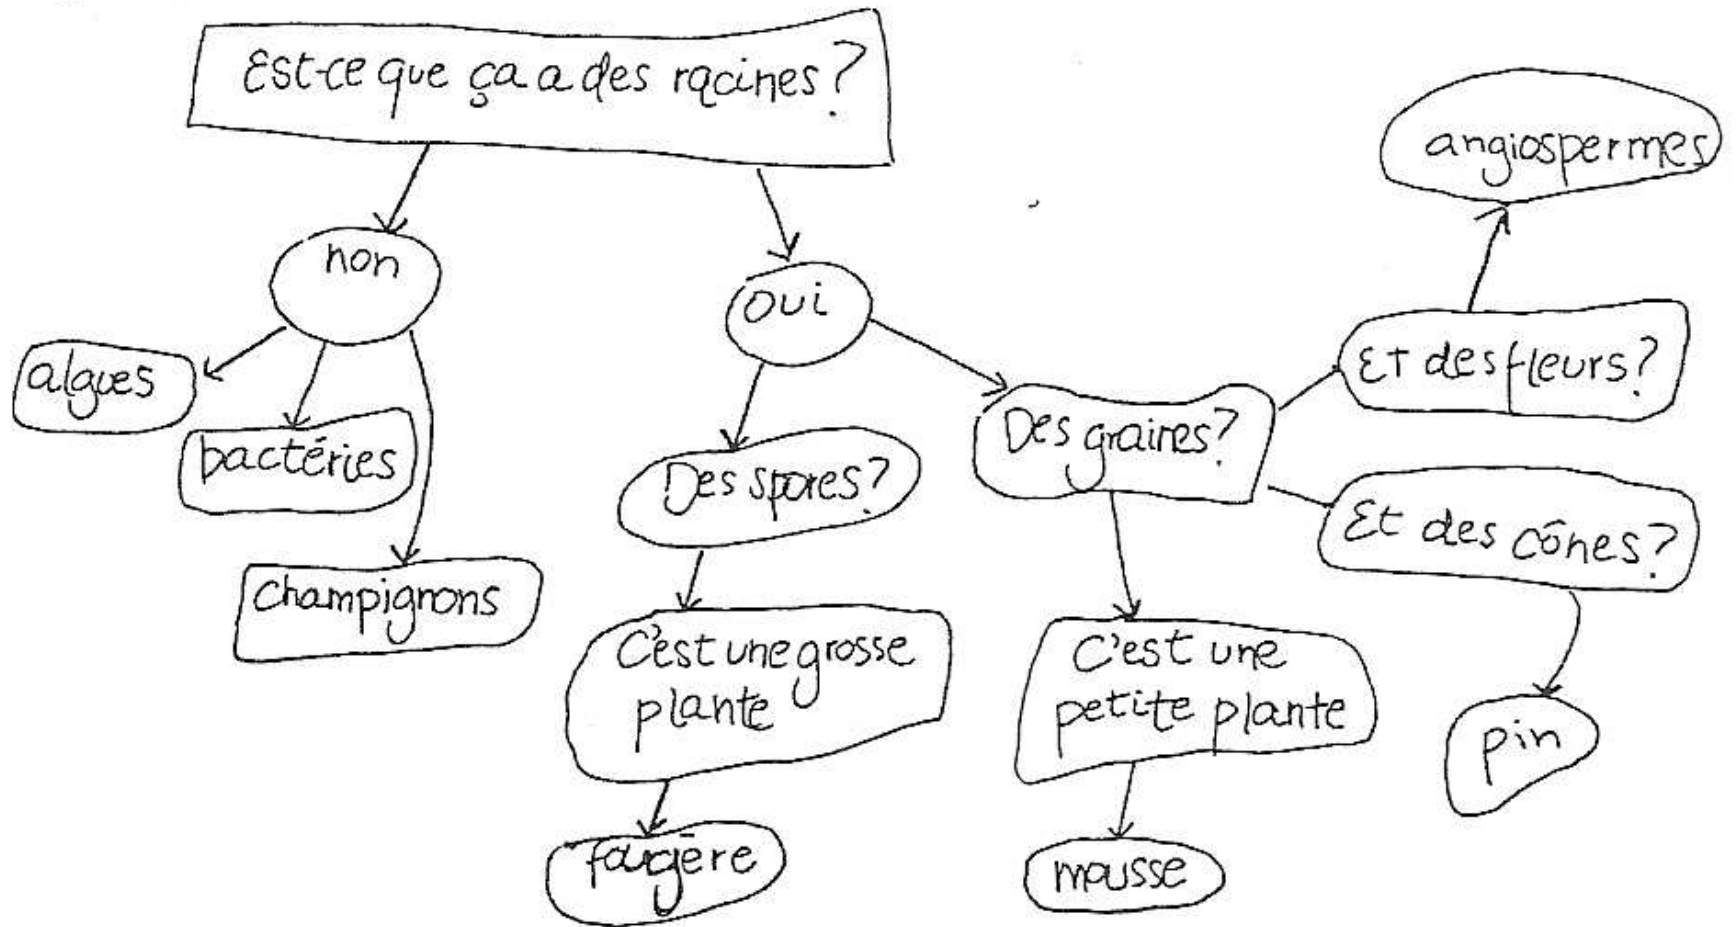 Est-ce que ça a des racines?
non
oui
algues
bactéries
champignons
Des spores?
C'est une grosse
plante
fougère
Des graines?
C'est une
petite plante
mousse
Et des fleurs?
angiospermes
Et des cônes?
pin